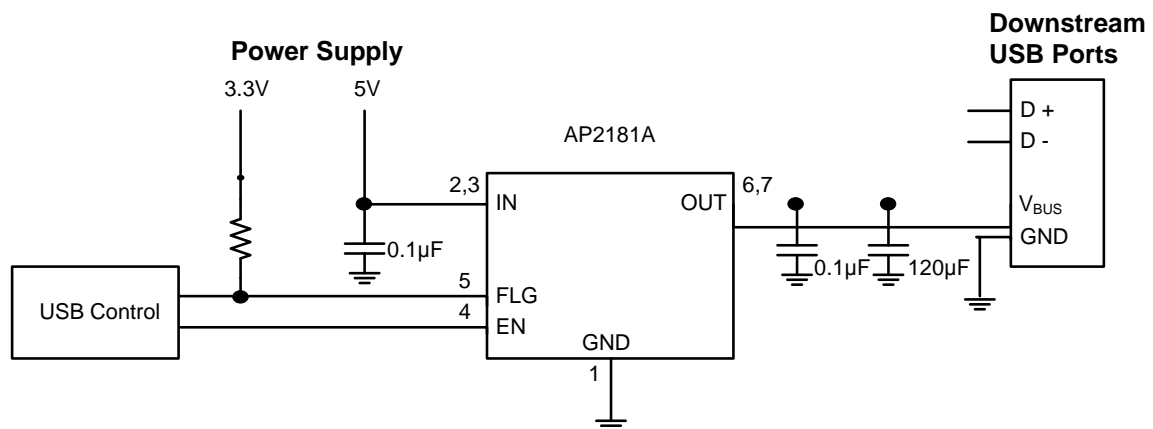 Downstream
USB Ports
Power Supply
3.3V
5V
D +
D -
AP2181A
2,3
6,7
IN
OUT
V_BUS
GND
0.1µF
0.1µF
120µF
5
FLG
USB Control
4
EN
GND
1